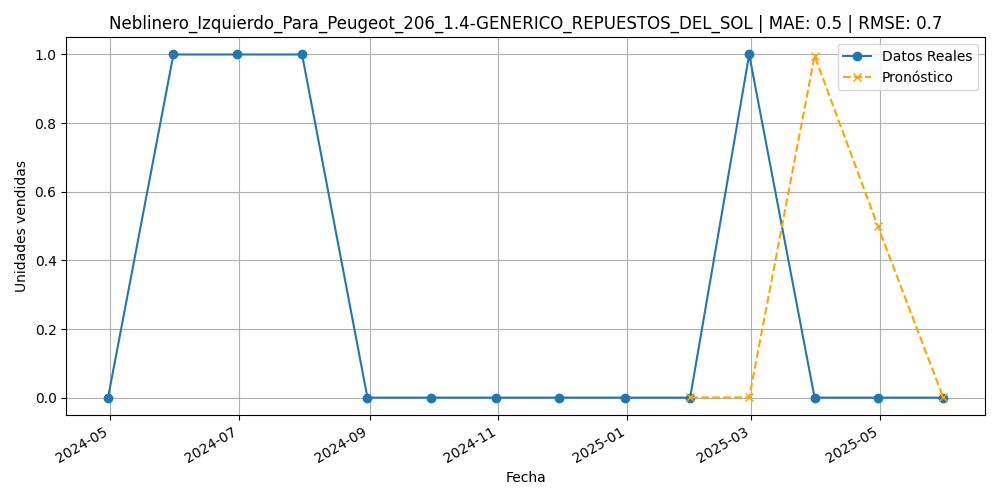 Neblinero_Izquierdo_Para_Peugeot_206_1.4-GENERICO_REPUESTOS_DEL_SOL | MAE: 0.5 | RMSE: 0.7
Datos Reales
Pronóstico
Unidades vendidas
1.0
0.8
0.6
0.4
0.2
0.0
2024-05
2024-07
2024-09
2024-11
2025-01
2025-03
2025-05
Fecha